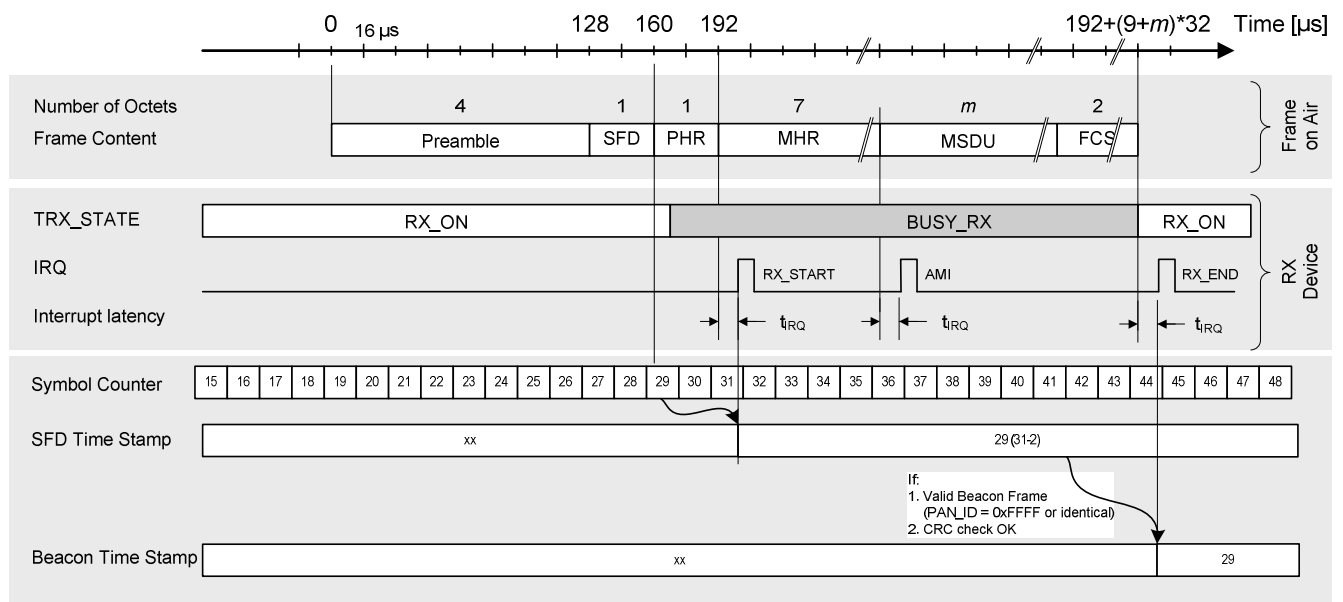 0 16 µs 128 160 192 192+(9+m)*32 Time [µs]
Number of Octets 4 1 1 7 m 2
Frame Content Preamble SFD PHR MHR MSDU FCS
Frame on Air
TRX_STATE RX_ON BUSY_RX RX_ON
IRQ RX_START AMI RX_END
Interrupt latency tIRQ tIRQ tIRQ
RX Device
Symbol Counter 15 16 17 18 19 20 21 22 23 24 25 26 27 28 29 30 31 32 33 34 35 36 37 38 39 40 41 42 43 44 45 46 47 48
SFD Time Stamp xx 29 (31-2)
If:
1. Valid Beacon Frame
(PAN_ID = 0xFFFF or identical)
2. CRC check OK
Beacon Time Stamp xx 29